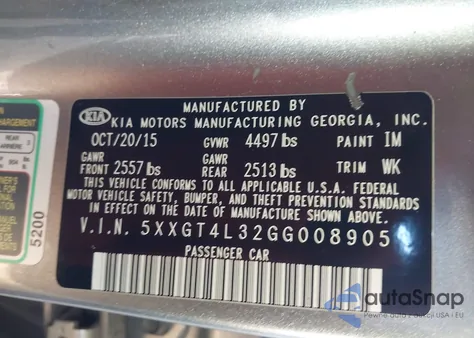 MANUFACTURED BY
KIA KIA MOTORS MANUFACTURING GEORGIA, INC.
OCT/20/15 GVWR 4497 lbs PAINT IM
GAWR GAWR
FRONT 2557 lbs REAR 2513 lbs TRIM WK
THIS VEHICLE CONFORMS TO ALL APPLICABLE U.S.A. FEDERAL
MOTOR VEHICLE SAFETY, BUMPER, AND THEFT PREVENTION STANDARDS
IN EFFECT ON THE DATE OF MANUFACTURE SHOWN ABOVE.
V.I.N. 5XXGT4L32GG008905
PASSENGER CAR
REAR
5200
autoSnap